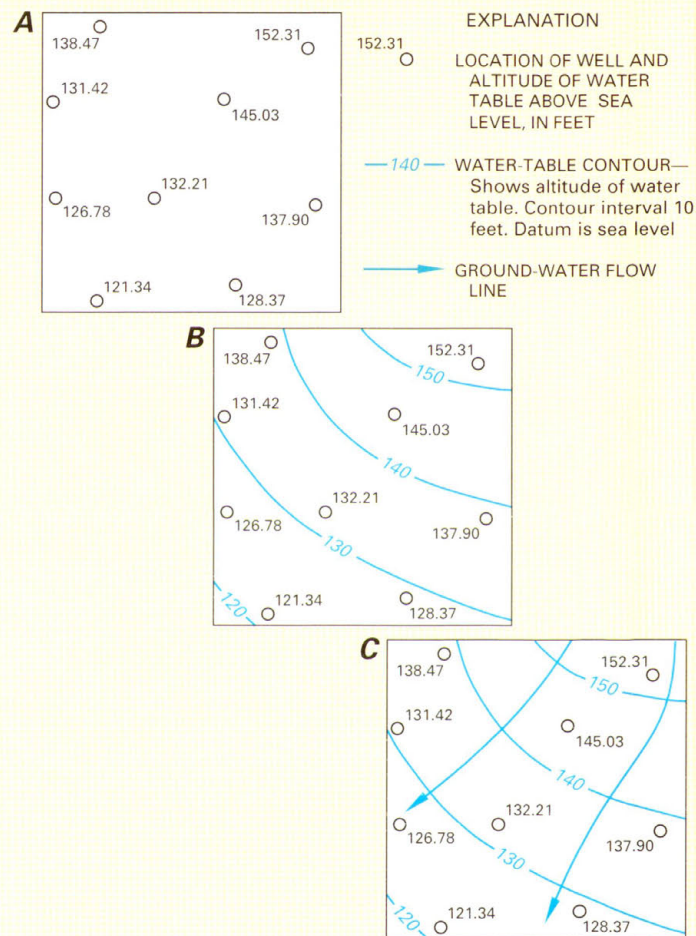 A
138.47
152.31
131.42
145.03
126.78
132.21
137.90
121.34
128.37
EXPLANATION
152.31
LOCATION OF WELL AND
ALTITUDE OF WATER
TABLE ABOVE SEA
LEVEL, IN FEET
140
WATER-TABLE CONTOUR—
Shows altitude of water
table. Contour interval 10
feet. Datum is sea level
GROUND-WATER FLOW
LINE
B
138.47
152.31
150
131.42
145.03
140
126.78
132.21
137.90
130
120
121.34
128.37
C
138.47
152.31
150
131.42
145.03
140
126.78
132.21
137.90
130
120
121.34
128.37